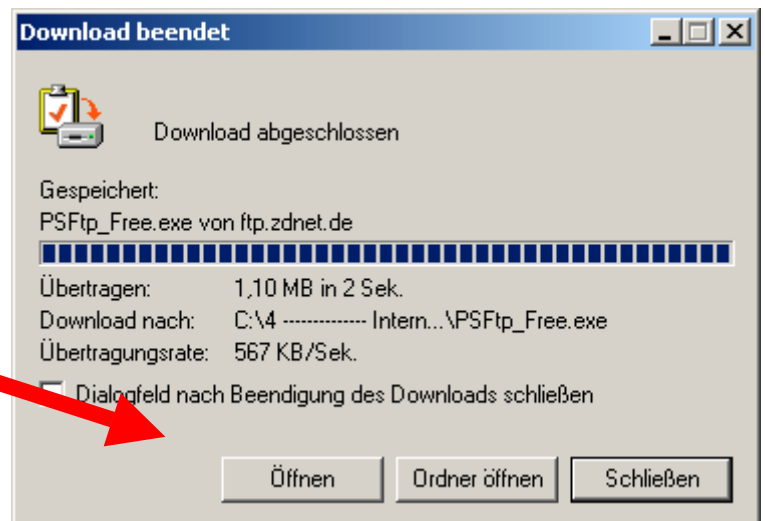 Download beendet
Download abgeschlossen
Gespeichert:
PSFtp_Free.exe von ftp.zdnet.de
Übertragen: 1,10 MB in 2 Sek.
Download nach: C:\4 -------------- Intern...\PSFtp_Free.exe
Übertragungsrate: 567 KB/Sek.
Dialogfeld nach Beendigung des Downloads schließen
Öffnen Ordner öffnen Schließen